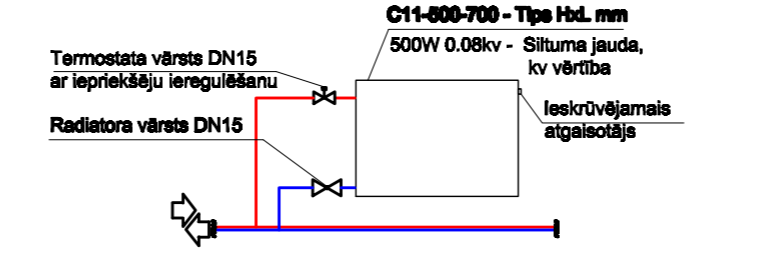 C11-500-700 - Tips HxL mm
500W 0.08kv - Siltuma jauda,
kv vērtība
Termostata vārsts DN15
ar iepriekšēju ieregulēšanu
Ieskrūvējamais
atgaisotājs
Radiatora vārsts DN15